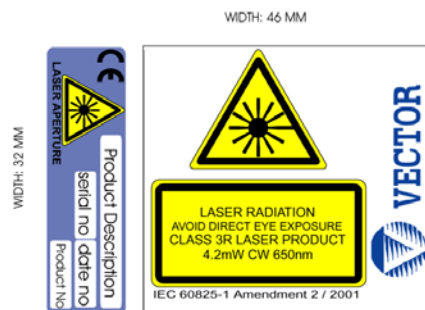 WIDTH: 46 MM
WIDTH: 32 MM
CE
LASER APERTURE
Product Description
serial no
date no
Product No
LASER RADIATION
AVOID DIRECT EYE EXPOSURE
CLASS 3R LASER PRODUCT
4.2mW CW 650nm
IEC 60825-1 Amendment 2 / 2001
VECTOR